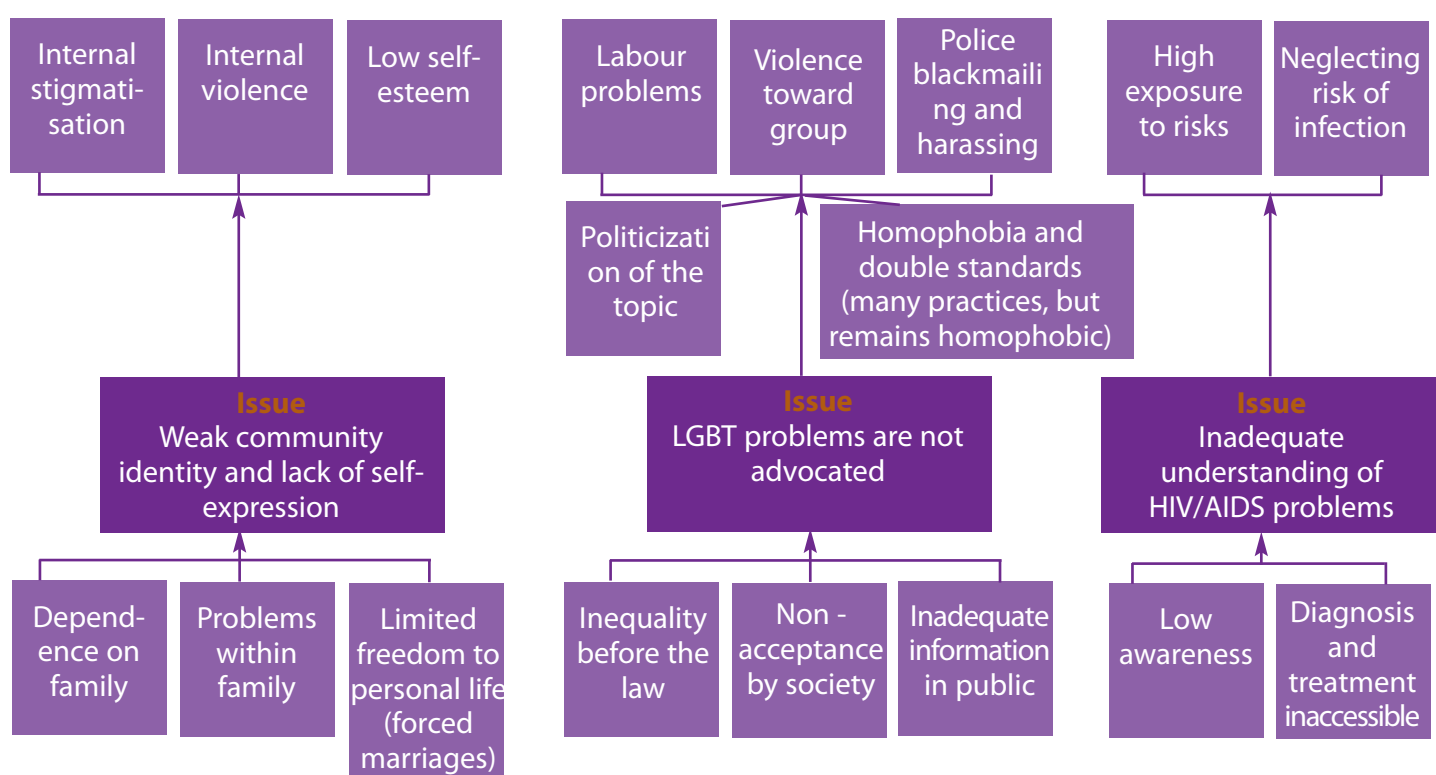 Internal
stigmati-
sation
Internal
violence
Low self-
esteem
Labour
problems
Violence
toward
group
Police
blackmaili
ng and
harassing
High
exposure
to risks
Neglecting
risk of
infection
Politicizati
on of the
topic
Homophobia and
double standards
(many practices, but
remains homophobic)
Issue
Weak community
identity and lack of self-
expression
Issue
LGBT problems are not
advocated
Issue
Inadequate
understanding of
HIV/AIDS problems
Depend-
ence on
family
Problems
within
family
Limited
freedom to
personal life
(forced
marriages)
Inequality
before the
law
Non -
acceptance
by society
Inadequate
information
in public
Low
awareness
Diagnosis
and
treatment
inaccessible